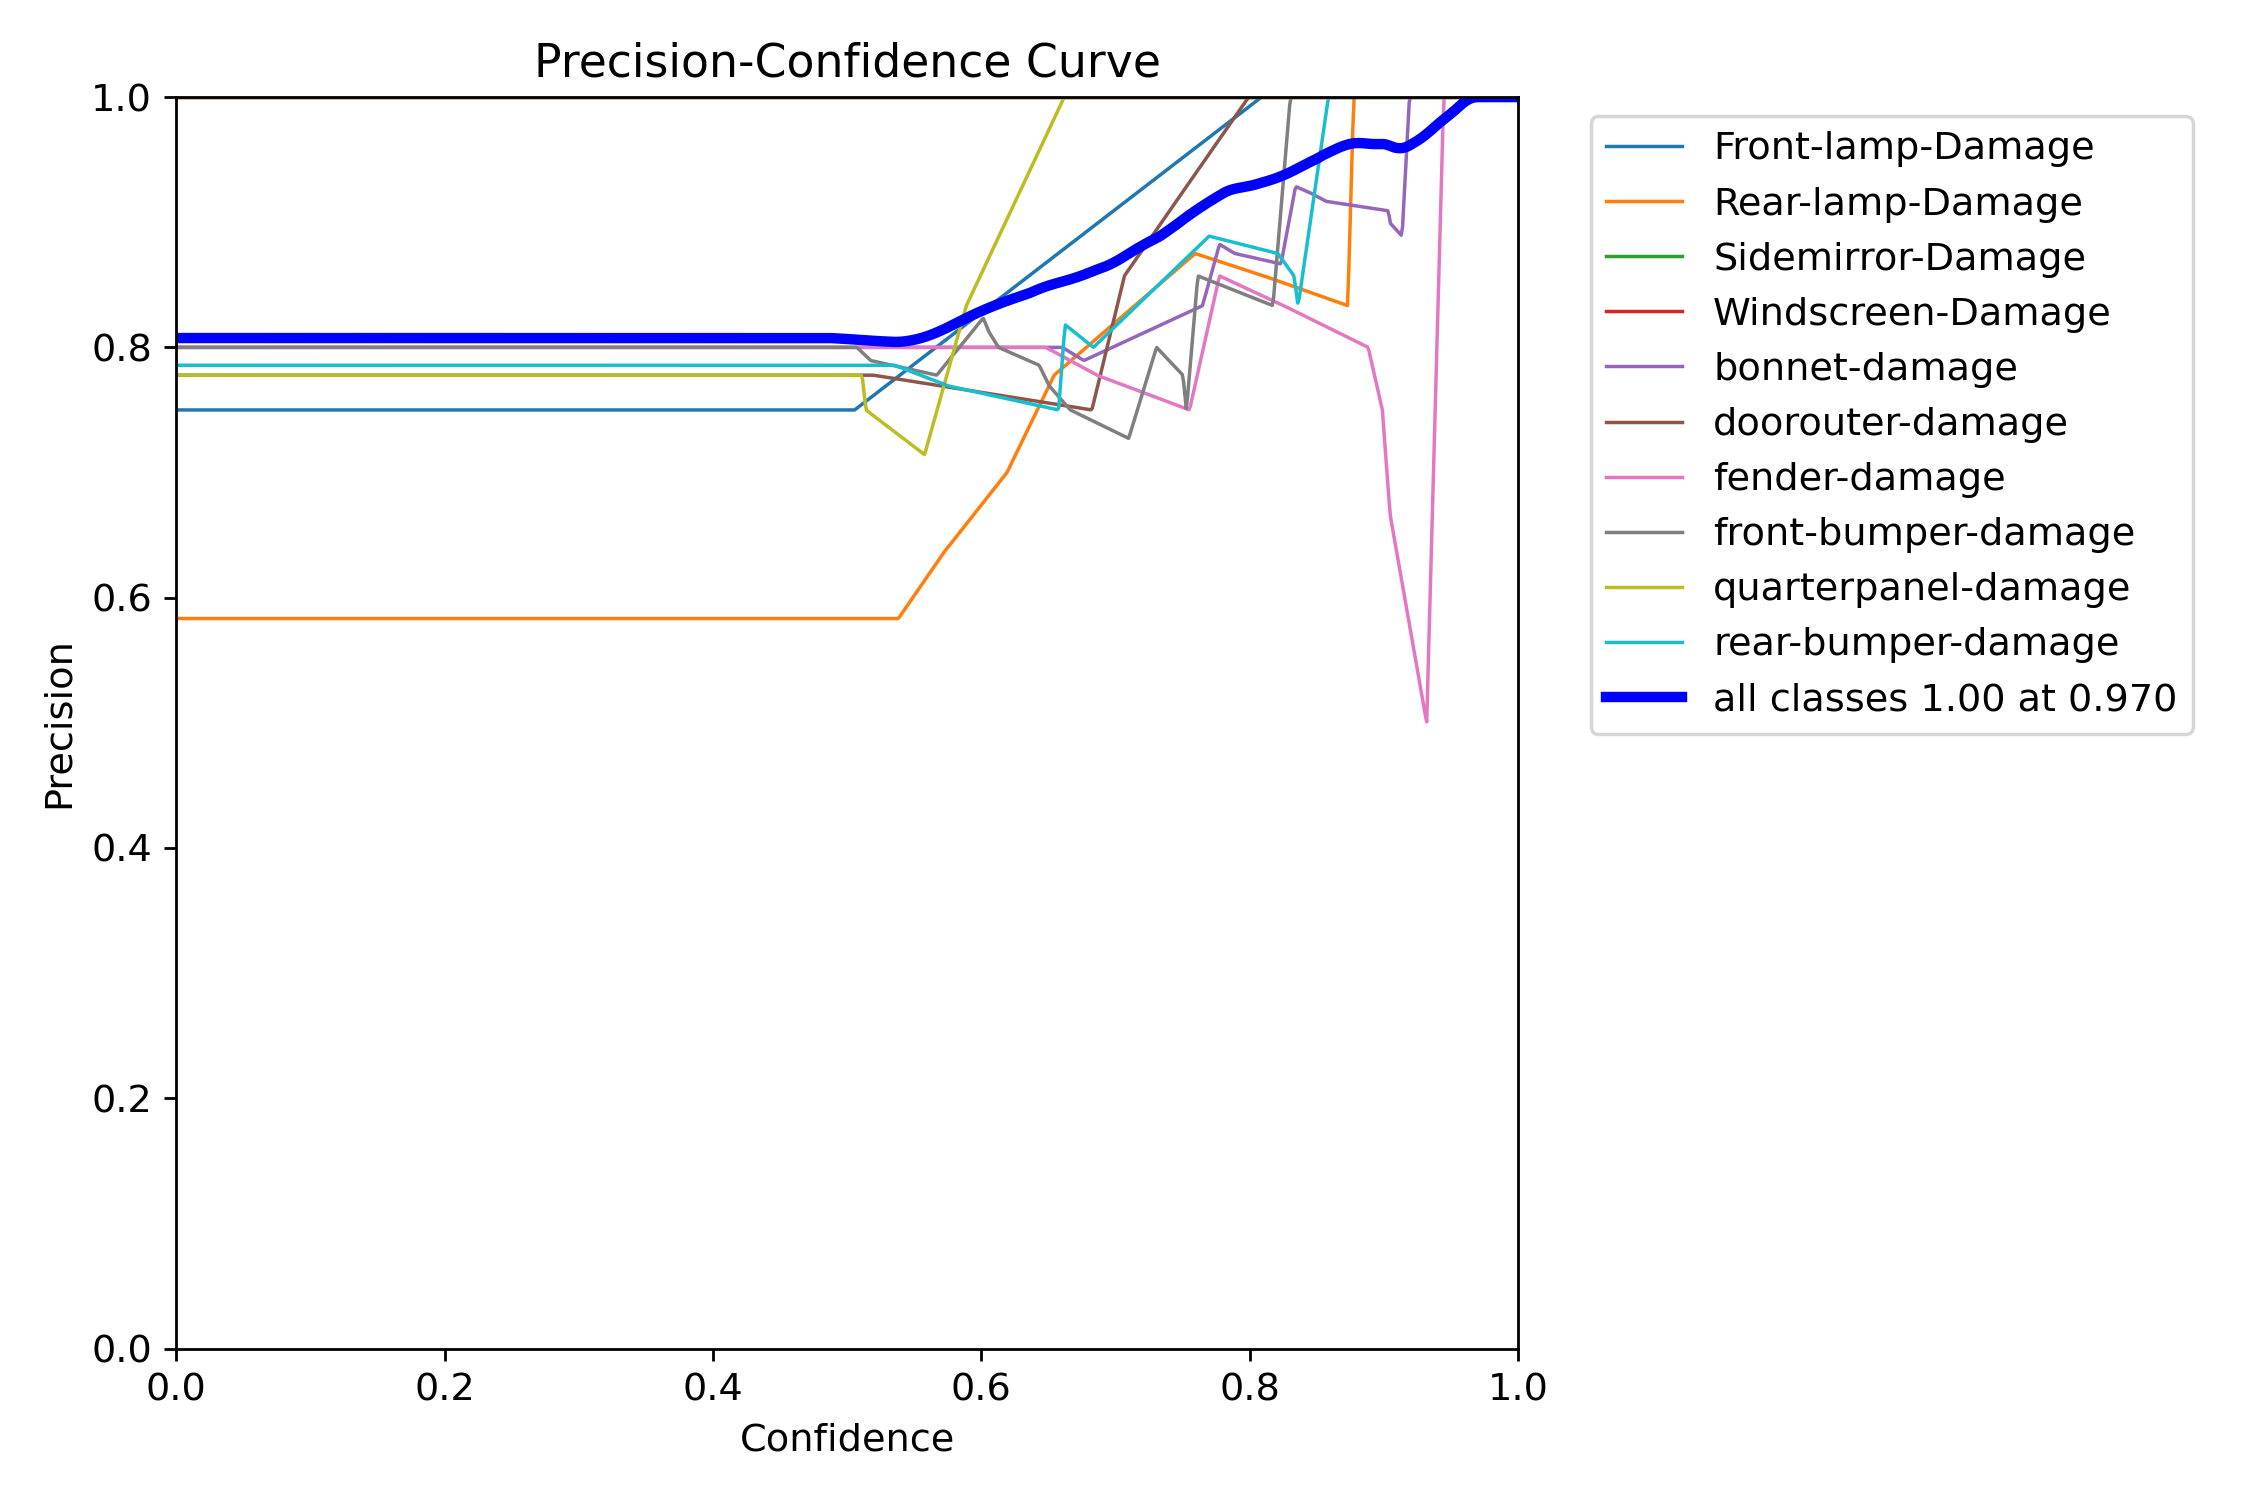 Precision-Confidence Curve
1.0
0.8
0.6
0.4
0.2
0.0
Precision
0.0 0.2 0.4 0.6 0.8 1.0
Confidence
Front-lamp-Damage
Rear-lamp-Damage
Sidemirror-Damage
Windscreen-Damage
bonnet-damage
doorouter-damage
fender-damage
front-bumper-damage
quarterpanel-damage
rear-bumper-damage
all classes 1.00 at 0.970